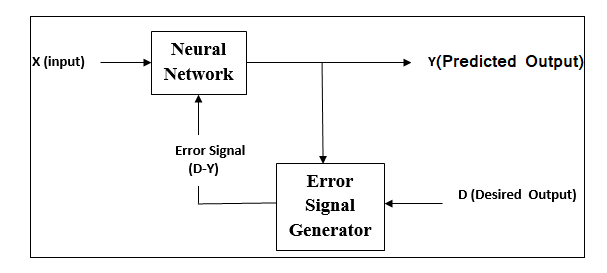 X (input)
Neural
Network
Y(Predicted Output)
Error Signal
(D-Y)
Error
Signal
Generator
D (Desired Output)